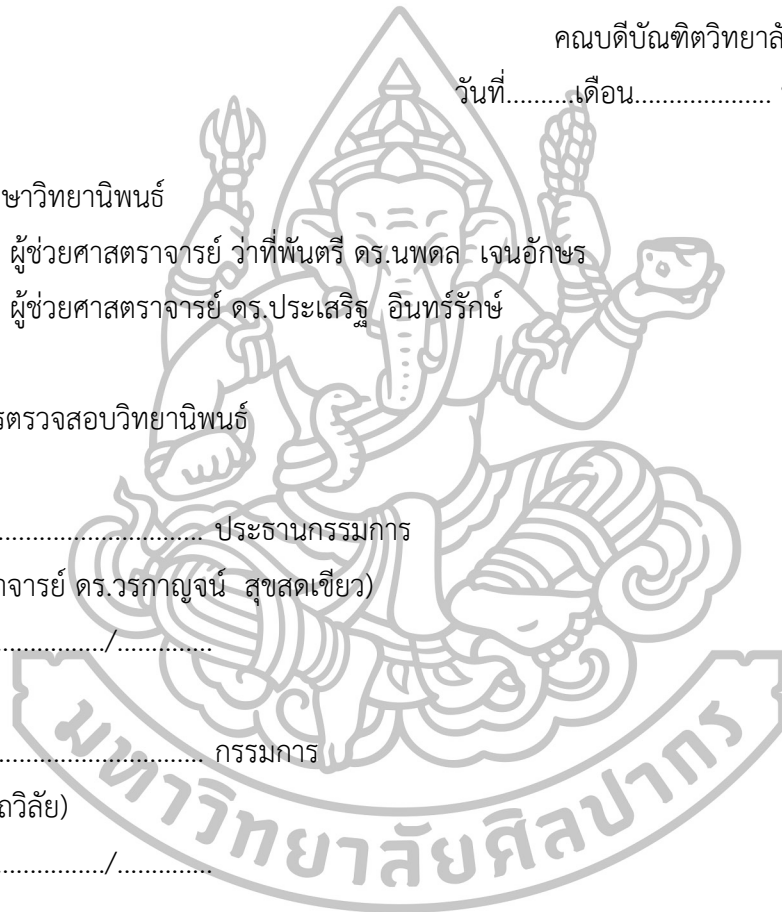 คณบดีบัณฑิตวิทยาลั
วันที่..........เดือน....................
ษาวิทยานิพนธ์
ผู้ช่วยศาสตราจารย์ ว่าที่พันตรี ดร.นพดล เจนอักษร
ผู้ช่วยศาสตราจารย์ ดร.ประเสริฐ อินทร์รักษ์
รตรวจสอบวิทยานิพนธ์
.............................. ประธานกรรมการ
าจารย์ ดร.วรกาญจน์ สุขสดเขียว)
................/..............
.............................. กรรมการ
ถวิลัย)
................/..............
มหาวิทยาลัยศิลปากร